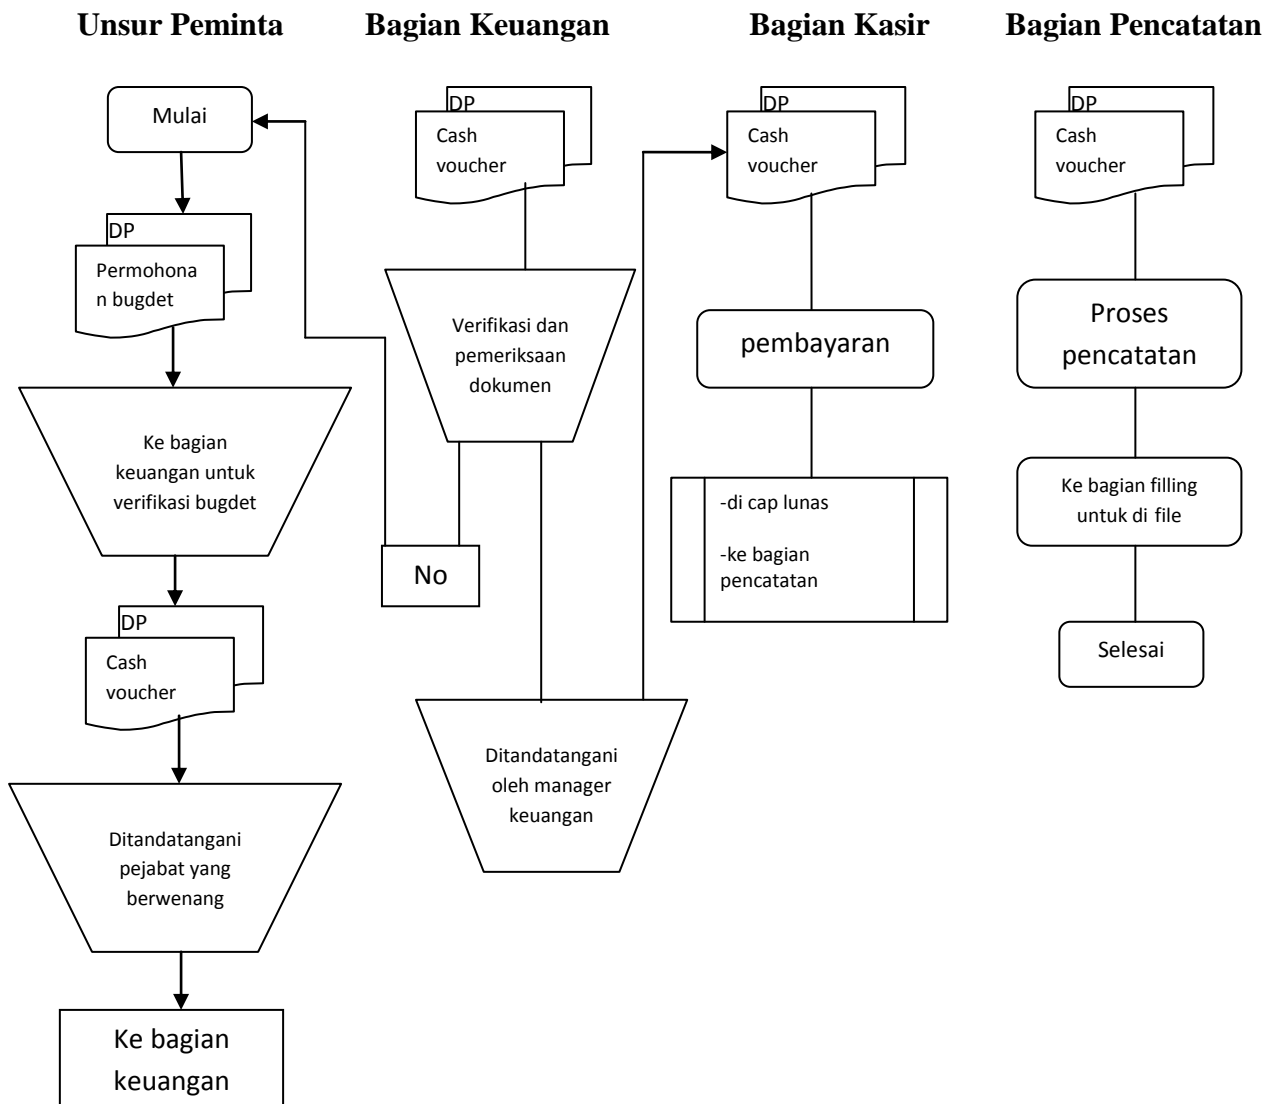 Unsur Peminta
Bagian Keuangan
Bagian Kasir
Bagian Pencatatan
Mulai
DP
Permohona
n bugdet
Ke bagian
keuangan untuk
verifikasi bugdet
DP
Cash
voucher
Ditandatangani
pejabat yang
berwenang
Ke bagian
keuangan
DP
Cash
voucher
Verifikasi dan
pemeriksaan
dokumen
No
Ditandatangani
oleh manager
keuangan
DP
Cash
voucher
pembayaran
-di cap lunas
-ke bagian
pencatatan
DP
Cash
voucher
Proses
pencatatan
Ke bagian filling
untuk di file
Selesai